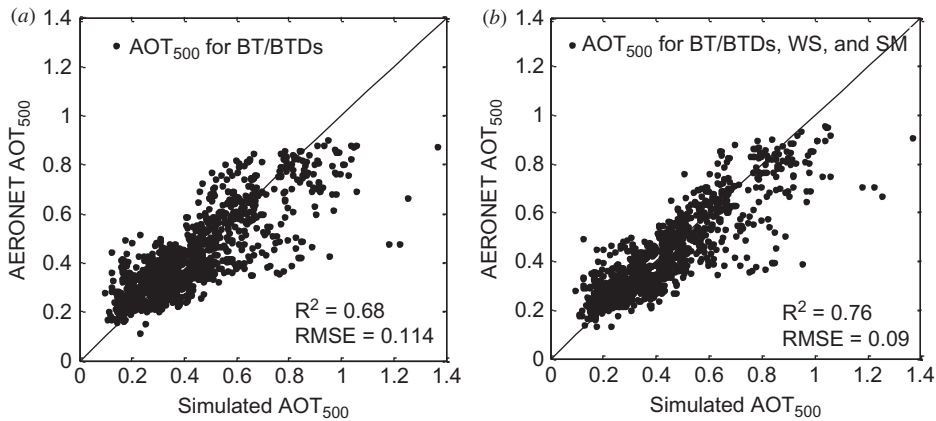 (a)
1.4
1.2
1
0.8
0.6
0.4
0.2
0
AERONET AOT500
AOT500 for BT/BTDs
R2 = 0.68
RMSE = 0.114
0 0.2 0.4 0.6 0.8 1 1.2 1.4
Simulated AOT500
(b)
1.4
1.2
1
0.8
0.6
0.4
0.2
0
AERONET AOT500
AOT500 for BT/BTDs, WS, and SM
R2 = 0.76
RMSE = 0.09
0 0.2 0.4 0.6 0.8 1 1.2 1.4
Simulated AOT500